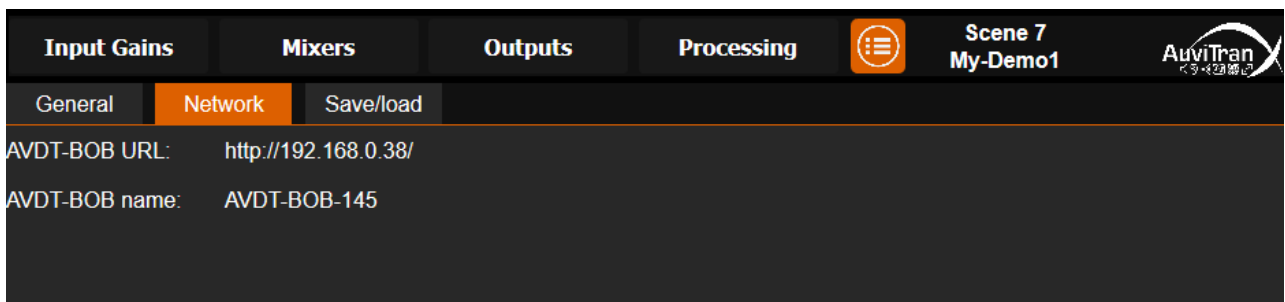 Input Gains
Mixers
Outputs
Processing
Scene 7
My-Demo1
AuviTran
General
Network
Save/load
AVDT-BOB URL: http://192.168.0.38/
AVDT-BOB name: AVDT-BOB-145